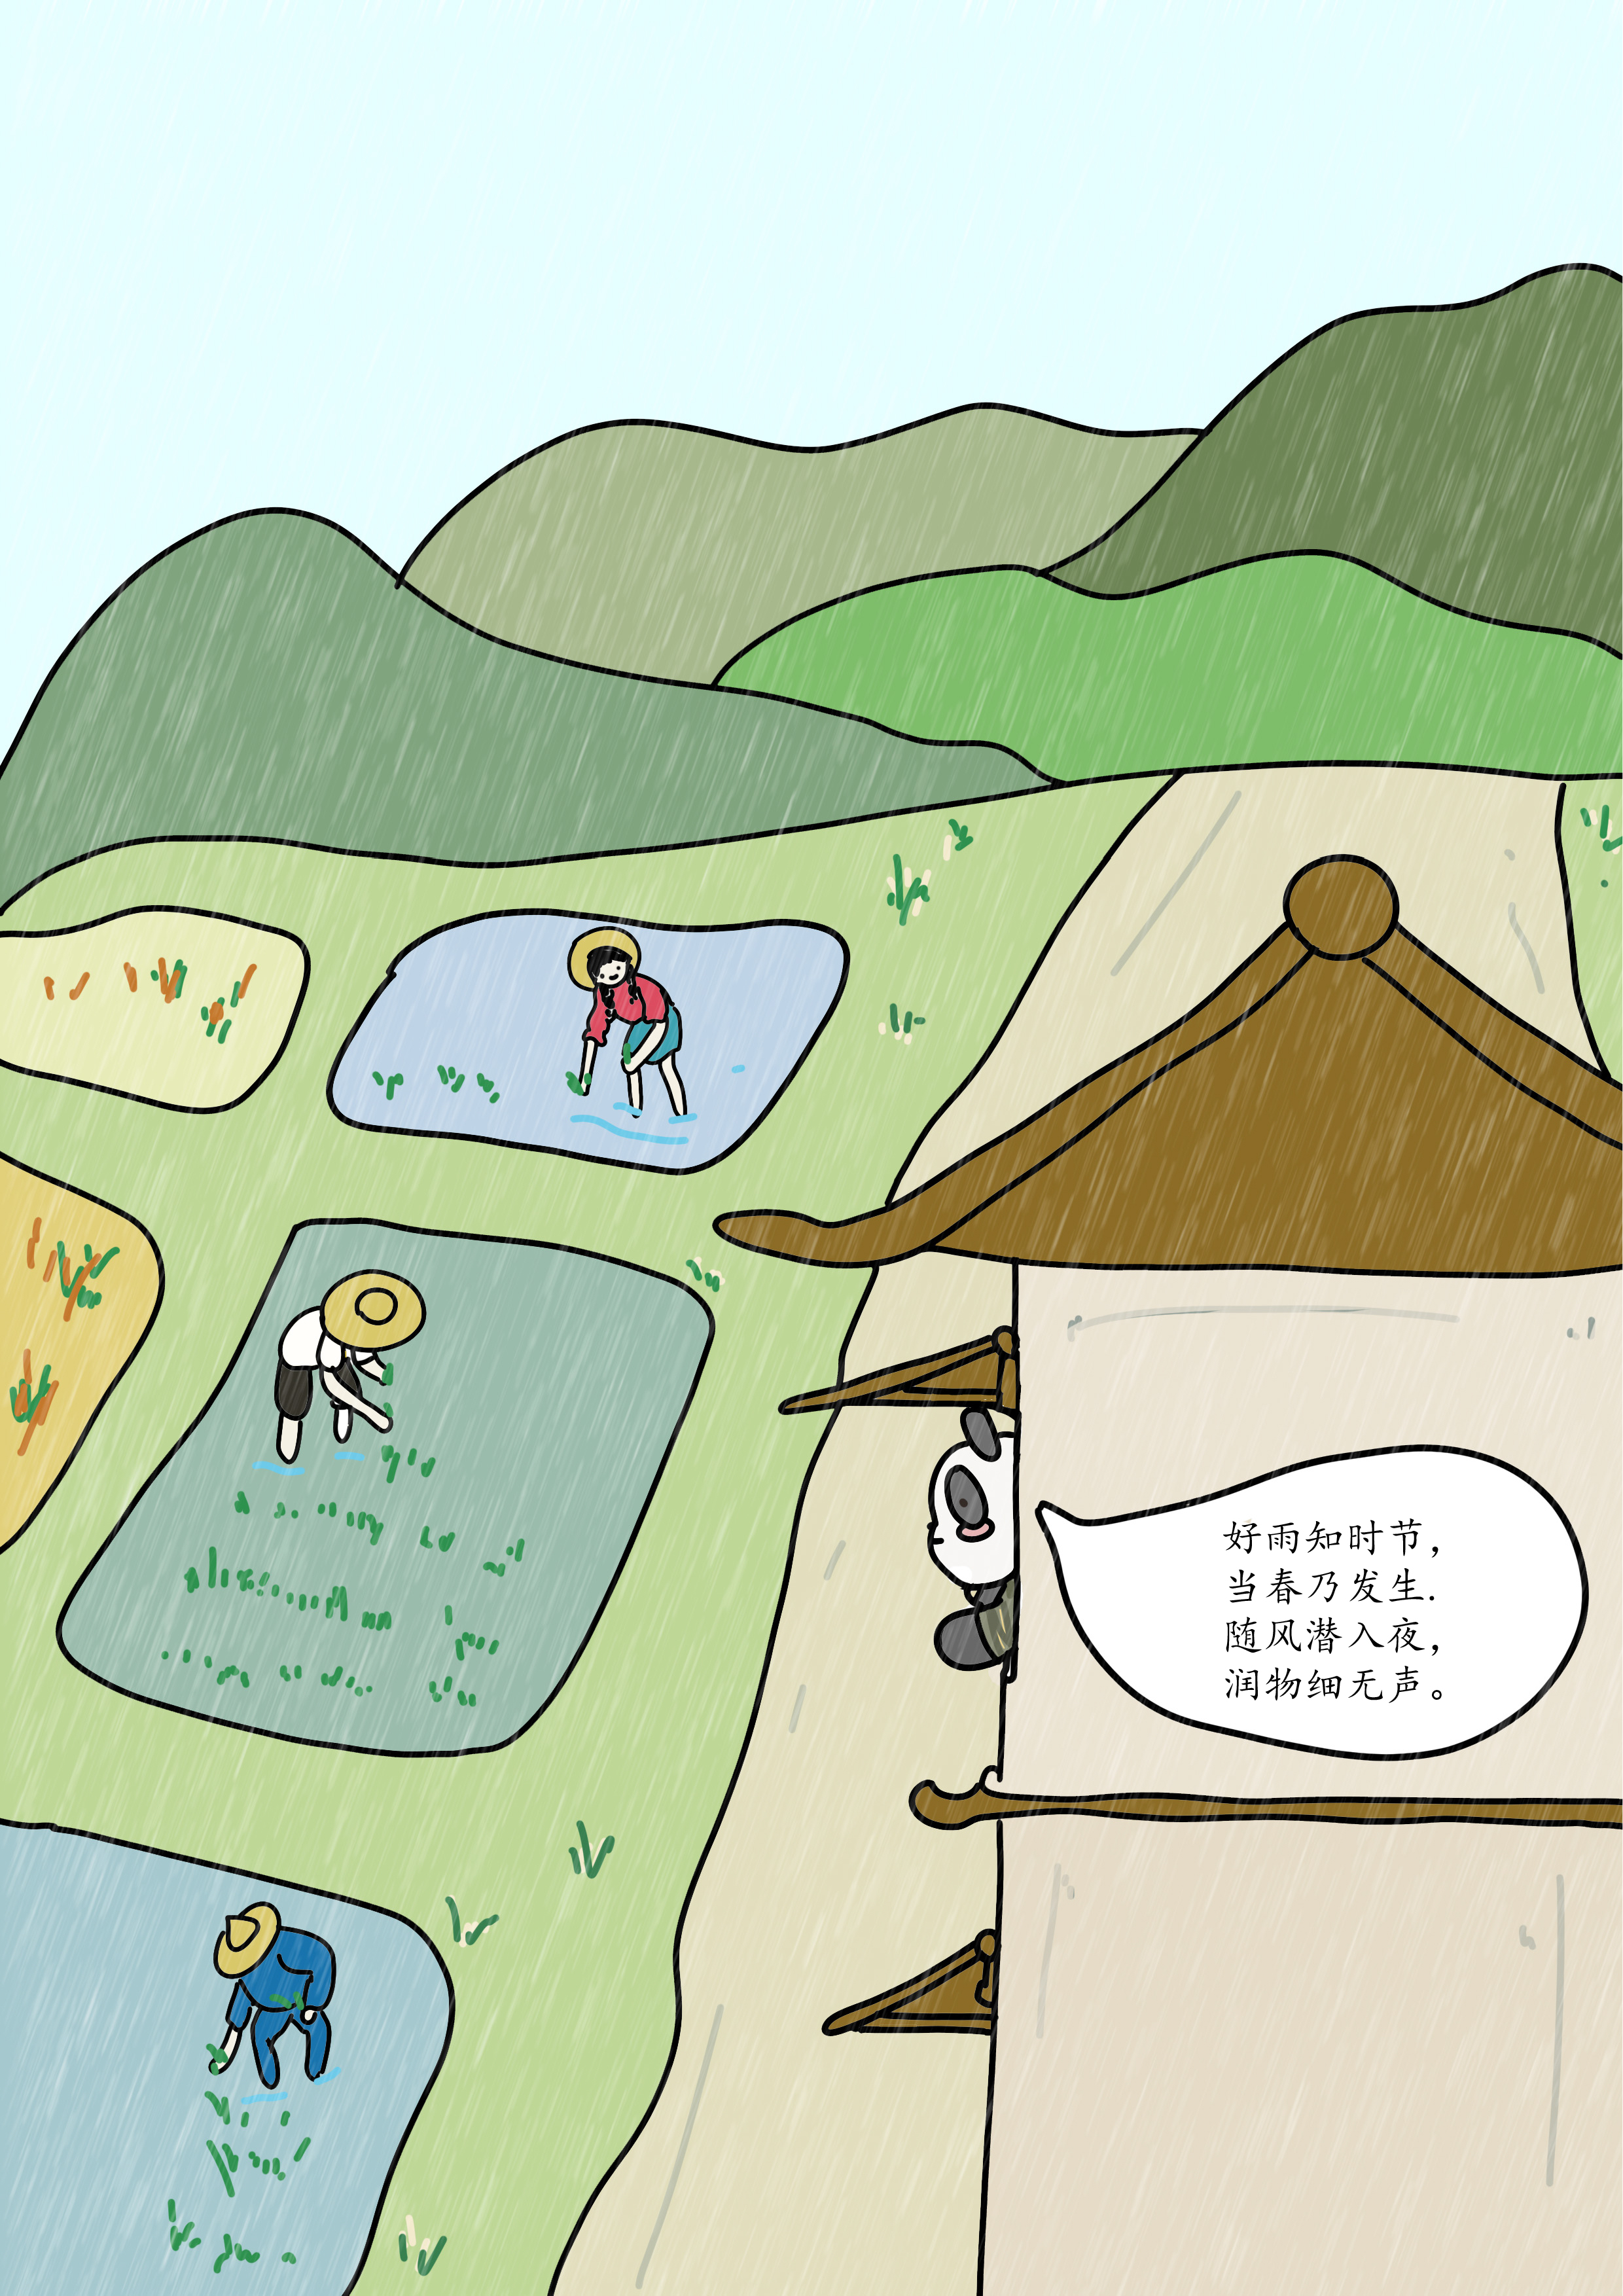 好雨知时节，
当春乃发生.
随风潜入夜，
润物细无声。